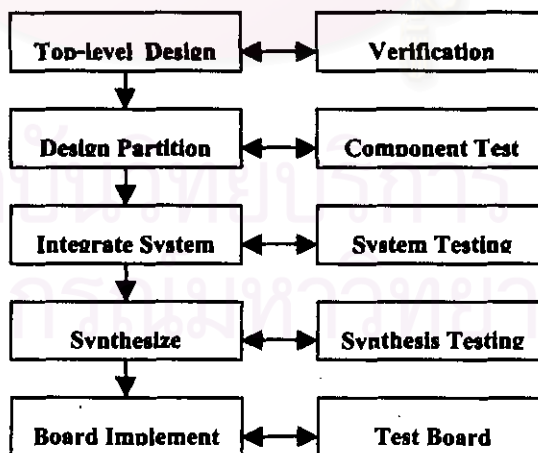 Top-level Design
Verification
Design Partition
Component Test
Integrate System
System Testing
Synthesize
Synthesis Testing
Board Implement
Test Board